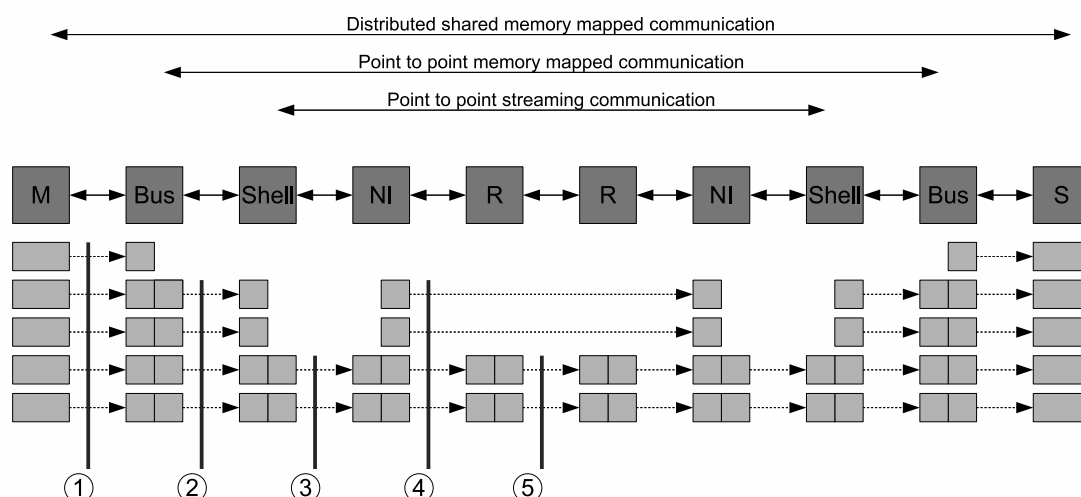 Distributed shared memory mapped communication
Point to point memory mapped communication
Point to point streaming communication
M Bus Shell NI R R NI Shell Bus S
1 2 3 4 5